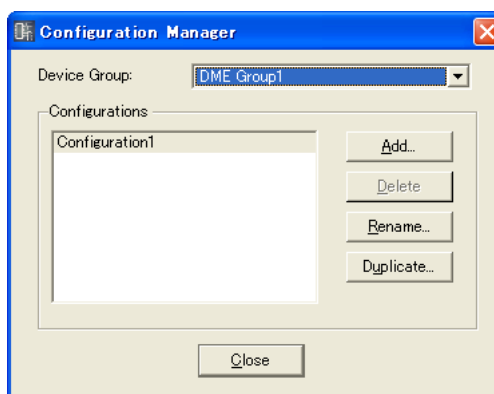 Configuration Manager
Device Group: DME Group1
Configurations
Configuration1
Add...
Delete
Rename...
Duplicate...
Close